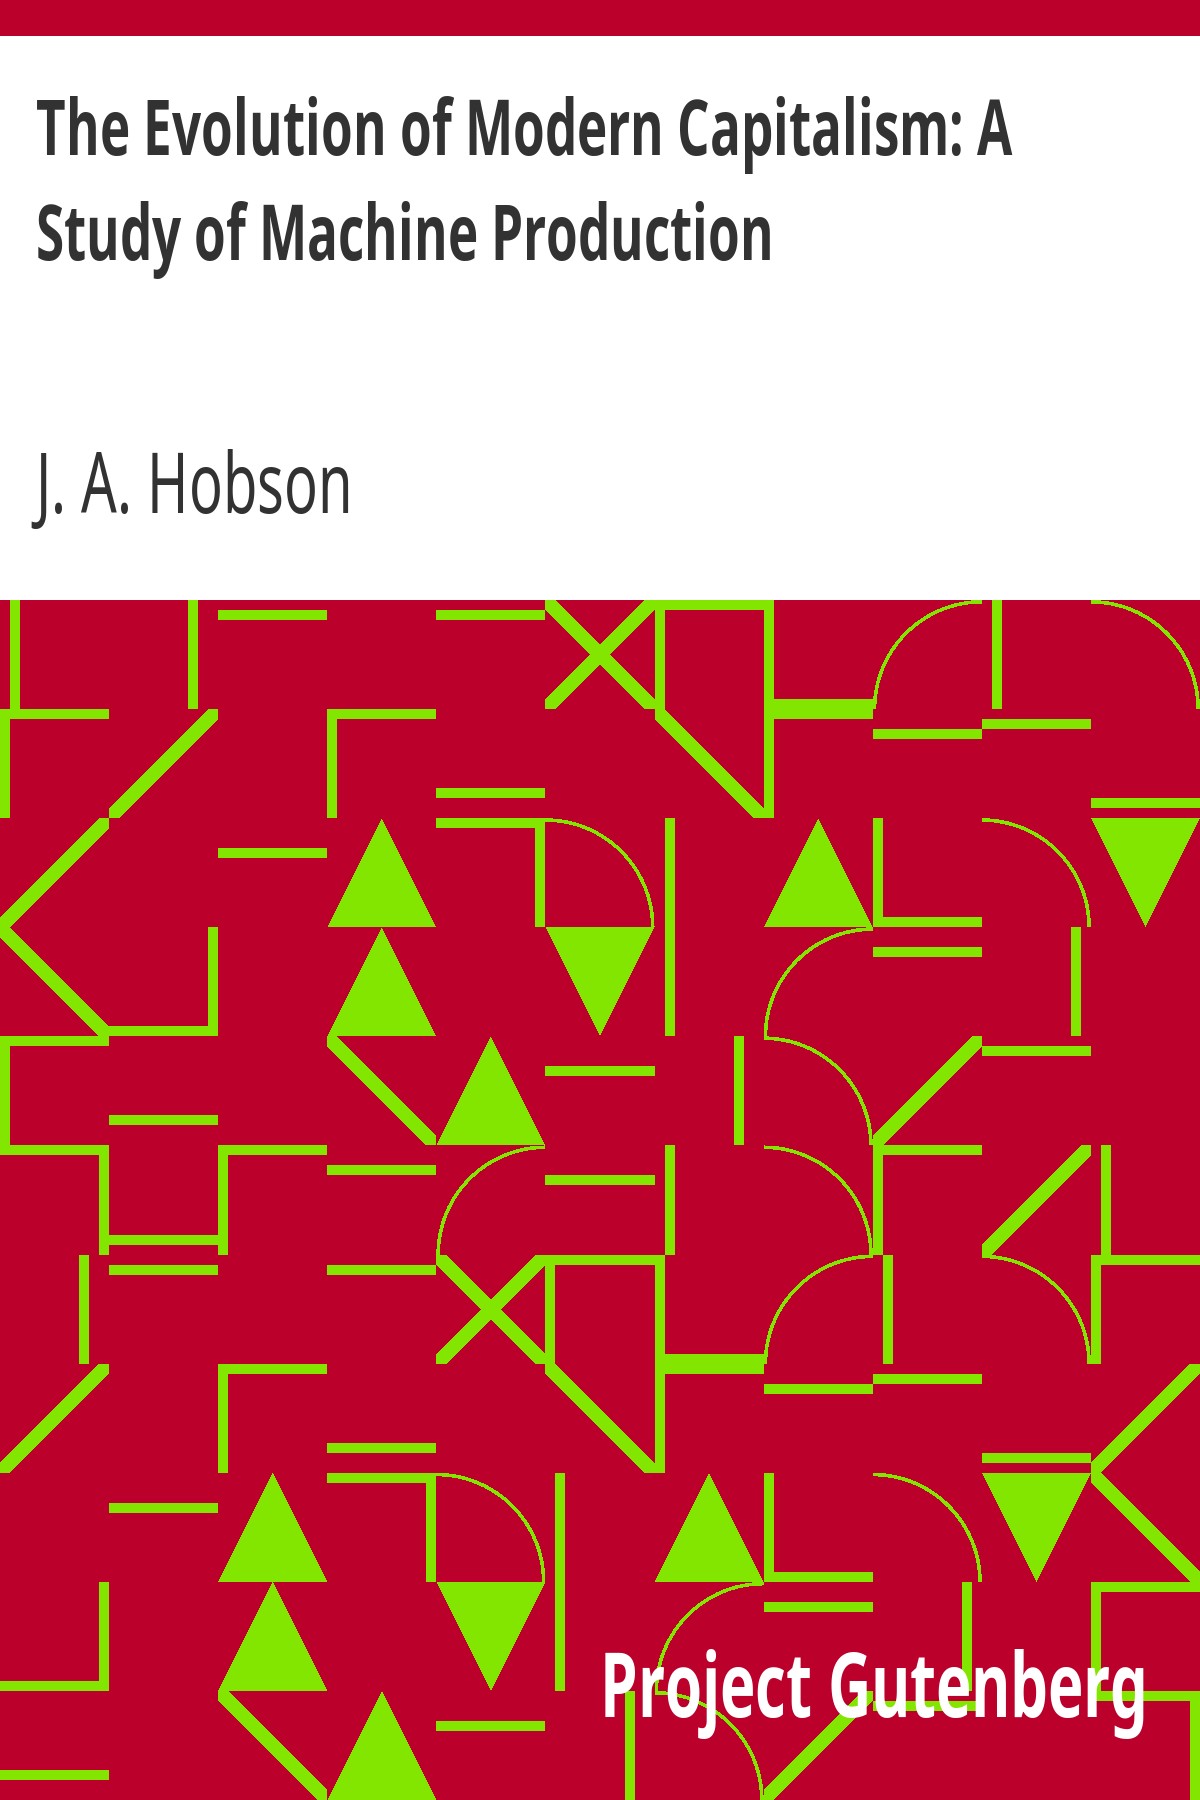 The Evolution of Modern Capitalism: A
Study of Machine Production
J. A. Hobson
Project Gutenberg